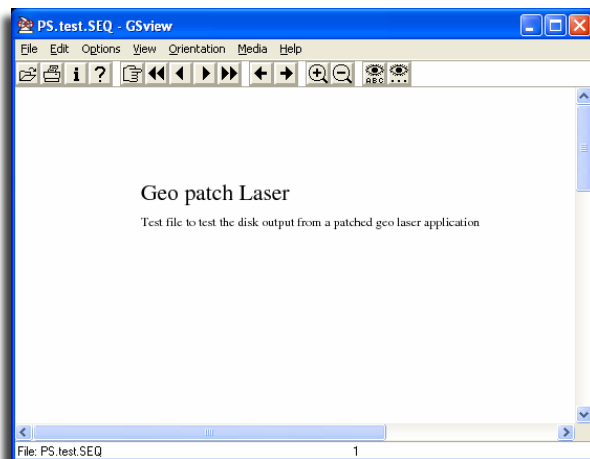 PS.test.SEQ - GSview
File Edit Options View Orientation Media Help
i ? ABC
Geo patch Laser
Test file to test the disk output from a patched geo laser application
File: PS.test.SEQ 1